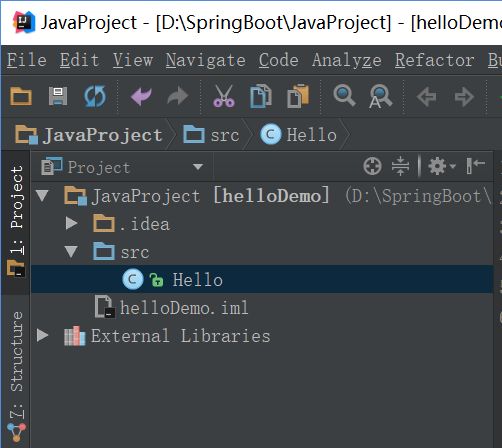 JavaProject - [D:\SpringBoot\JavaProject] - [helloDemo
File Edit View Navigate Code Analyze Refactor
JavaProject src Hello
Project
JavaProject [helloDemo] (D:\SpringBoot\
.idea
src
Hello
helloDemo.iml
External Libraries
1: Project
7: Structure